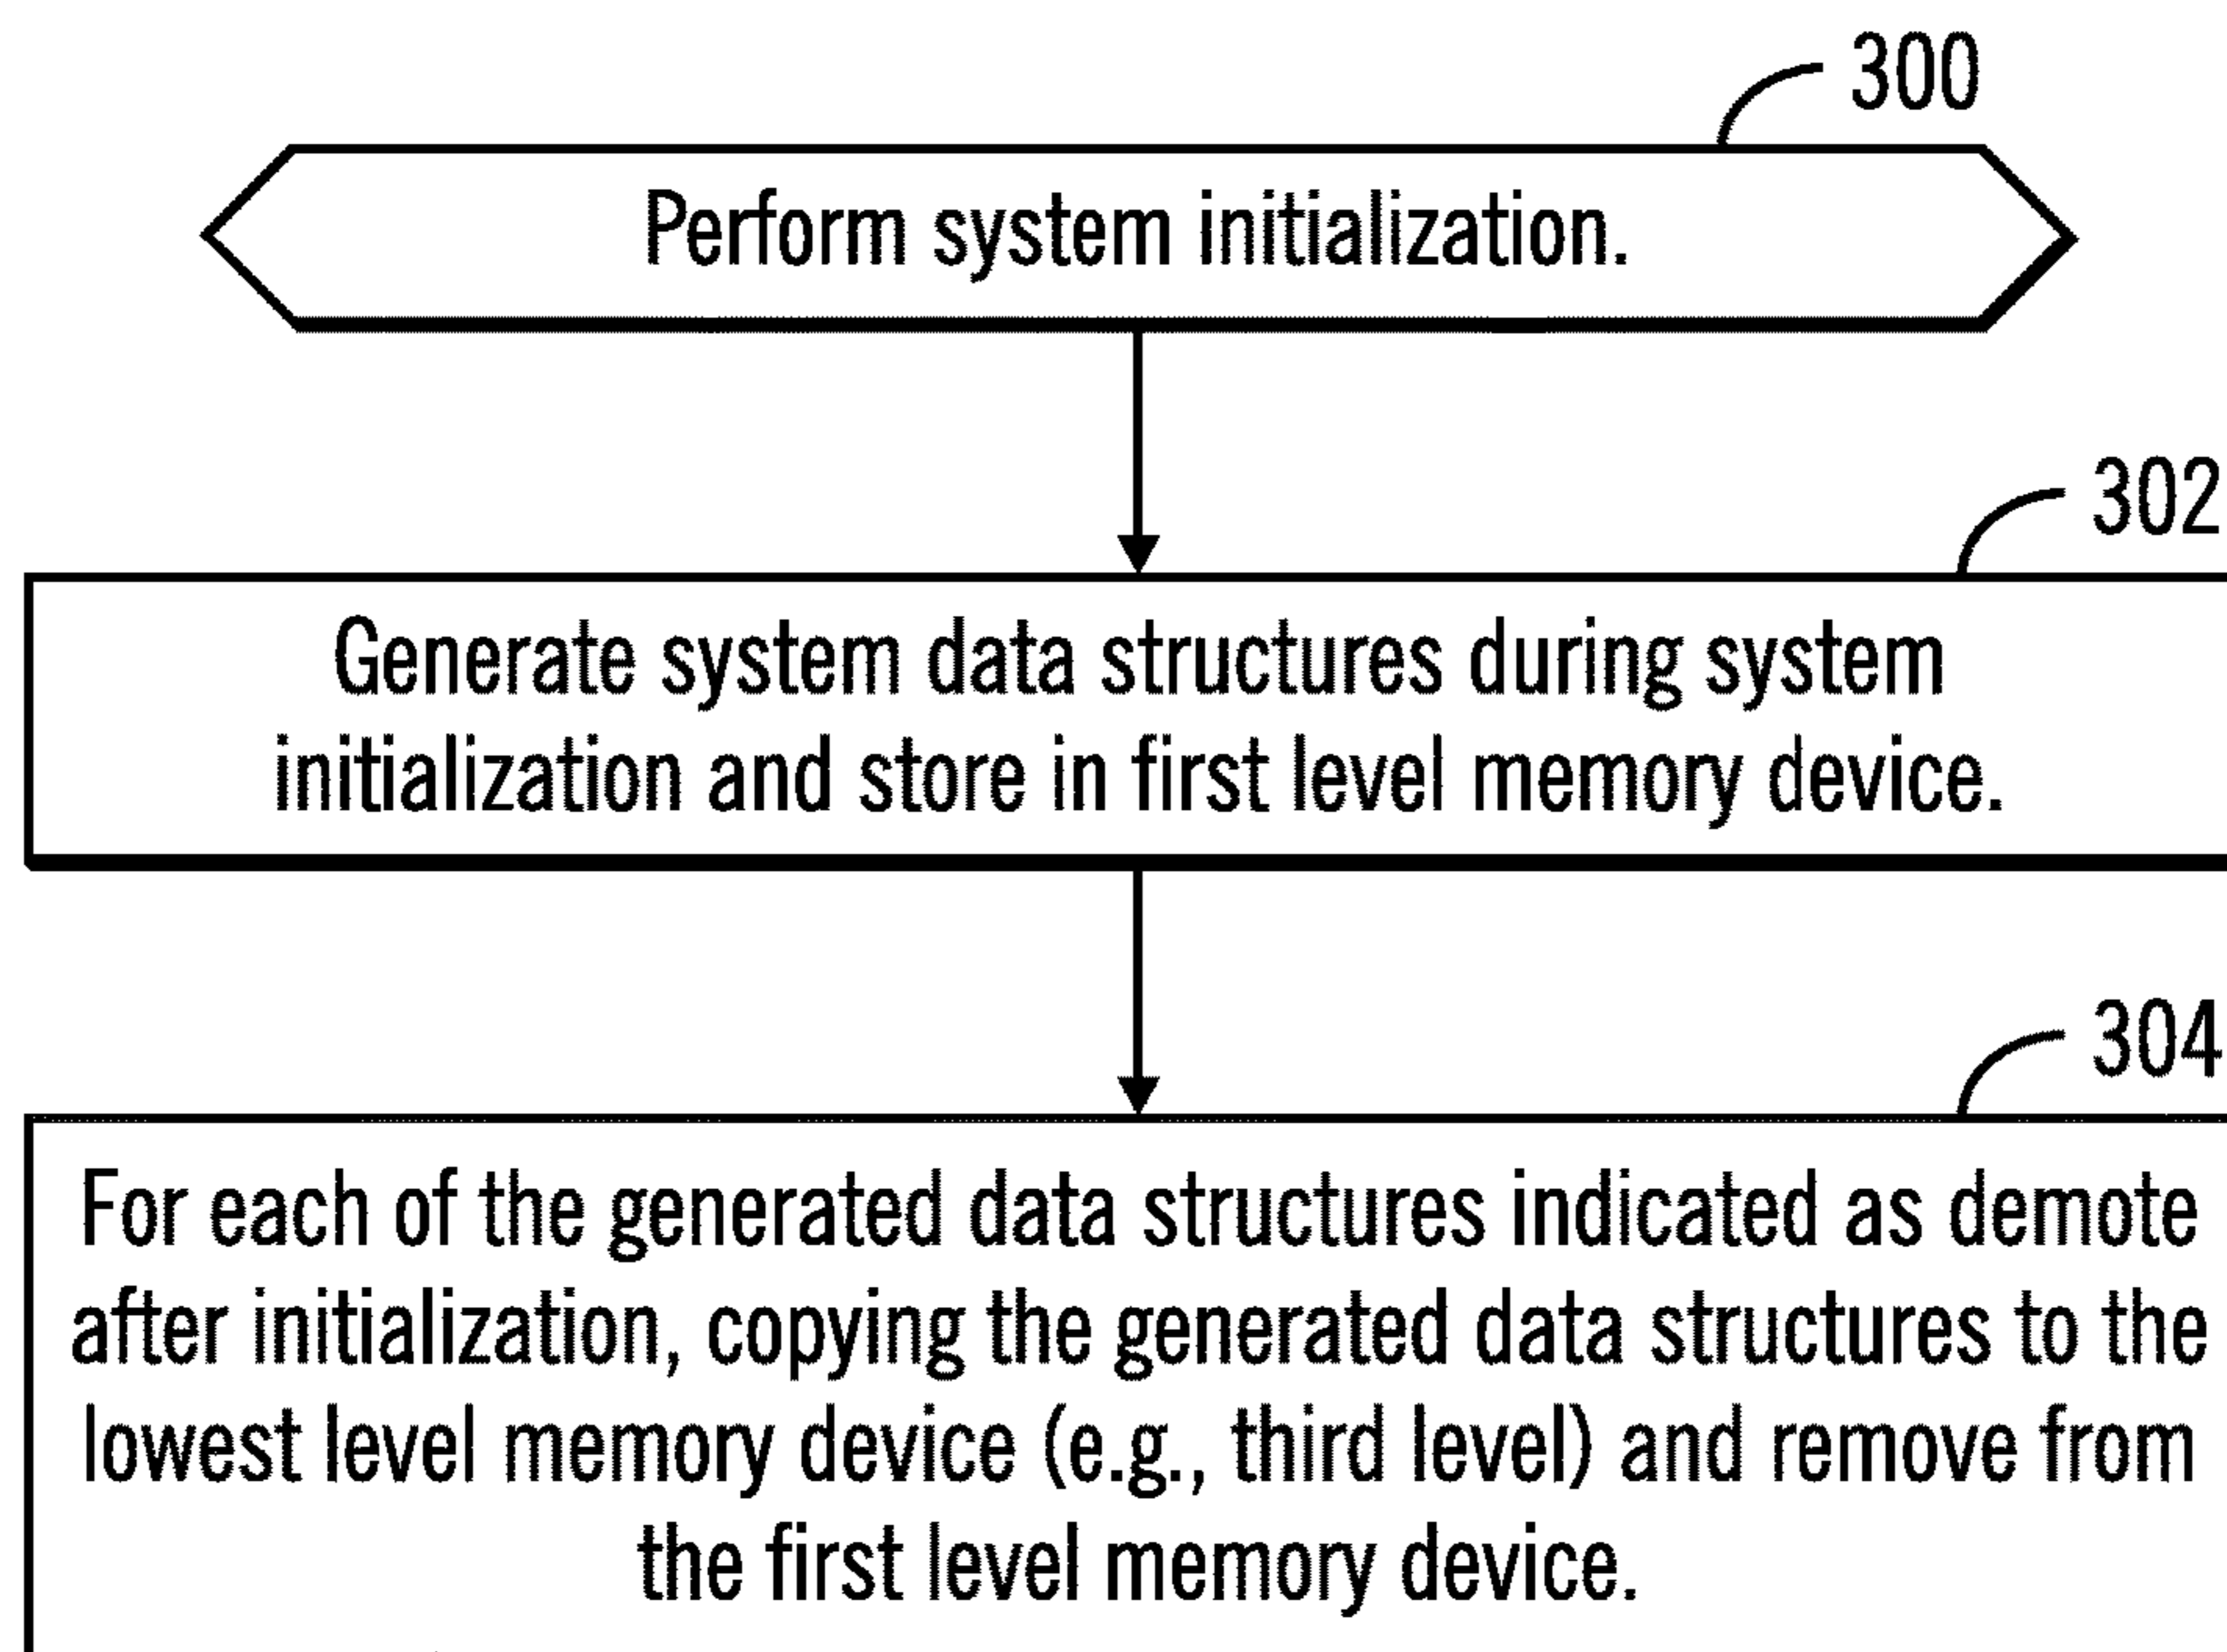 300
Perform system initialization.
302
Generate system data structures during system
initialization and store in first level memory device.
304
For each of the generated data structures indicated as demote
after initialization, copying the generated data structures to the
lowest level memory device (e.g., third level) and remove from
the first level memory device.